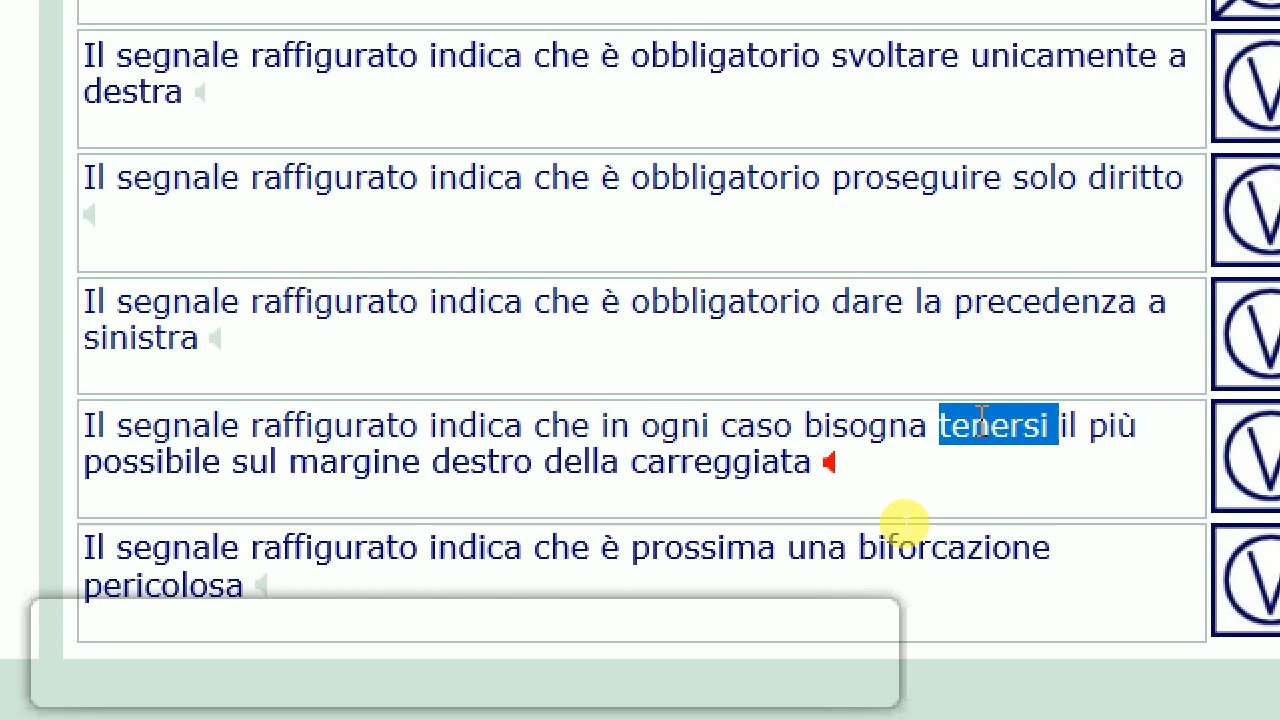 Il segnale raffigurato indica che è obbligatorio svoltare unicamente a
destra
V
Il segnale raffigurato indica che è obbligatorio proseguire solo diritto
V
Il segnale raffigurato indica che è obbligatorio dare la precedenza a
sinistra
V
Il segnale raffigurato indica che in ogni caso bisogna tenersi il più
possibile sul margine destro della carreggiata
V
Il segnale raffigurato indica che è prossima una biforcazione
pericolosa
V